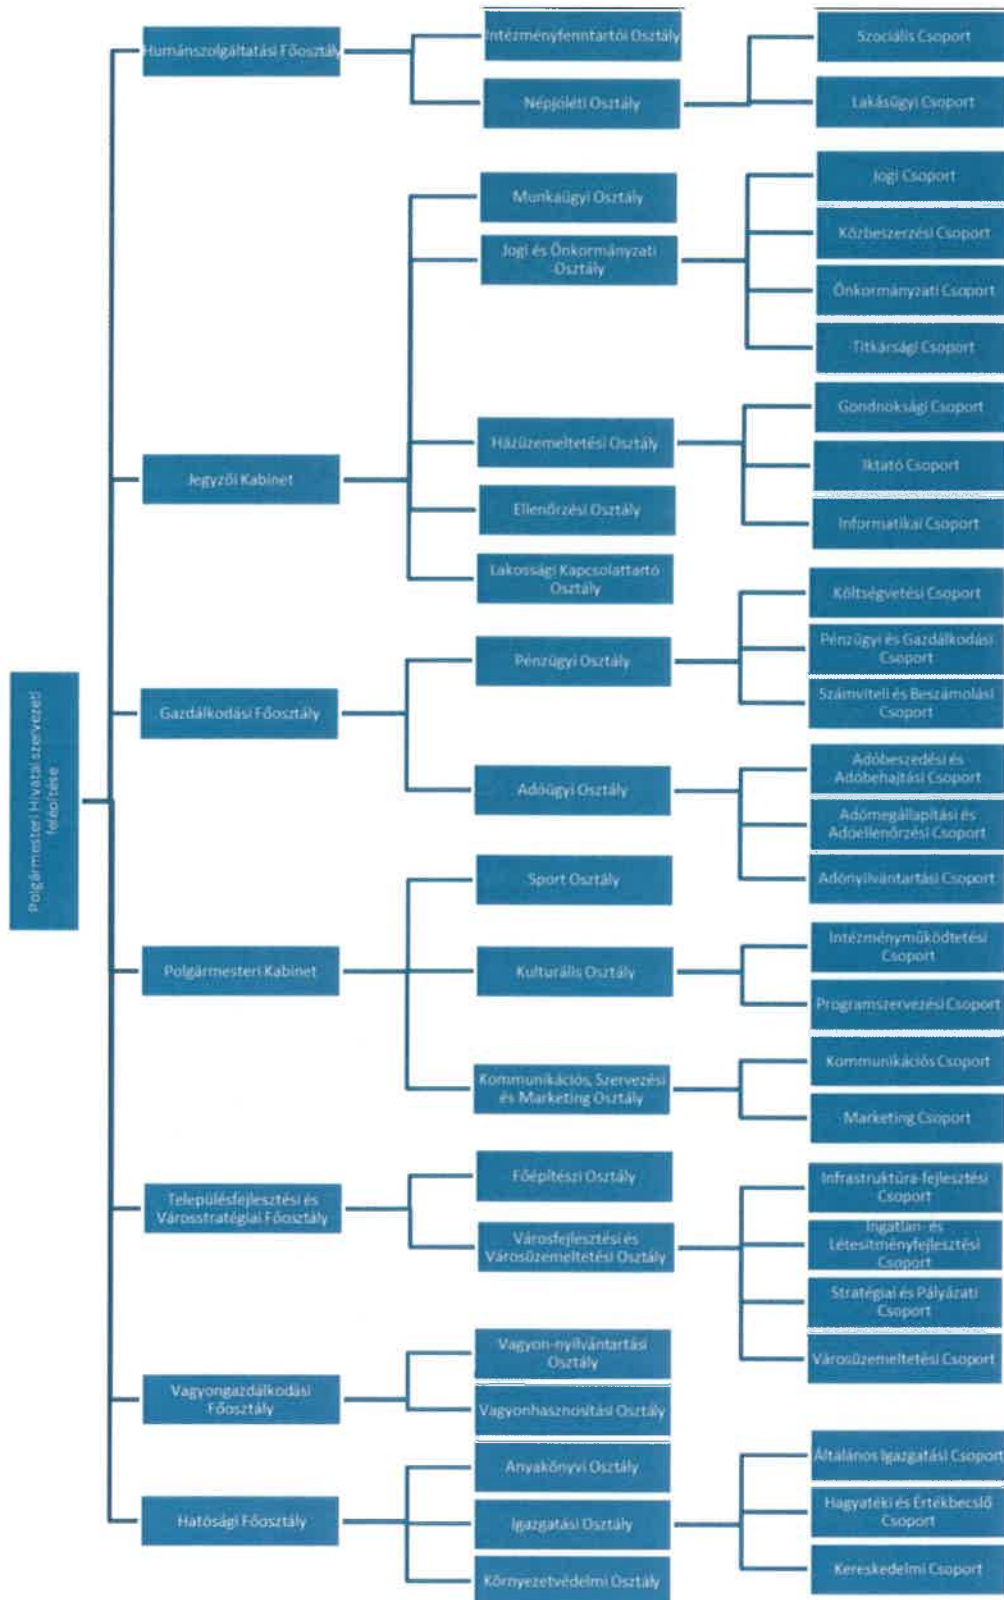 Polgármesteri Hivatal szervezeti
felépítése
Humánszolgáltatási Főosztály
Intézményfenntartói Osztály
Népjóléti Osztály
Szociális Csoport
Lakásügyi Csoport
Jegyzői Kabinet
Munkaügyi Osztály
Jogi és Önkormányzati
Osztály
Jogi Csoport
Közbeszerzési Csoport
Önkormányzati Csoport
Titkársági Csoport
Házüzemeltetési Osztály
Gondnoksági Csoport
Iktató Csoport
Informatikai Csoport
Ellenőrzési Osztály
Lakossági Kapcsolattartó
Osztály
Gazdálkodási Főosztály
Pénzügyi Osztály
Költségvetési Csoport
Pénzügyi és Gazdálkodási
Csoport
Számviteli és Beszámolási
Csoport
Adóügyi Osztály
Adóbeszedési és
Adóbehajtási Csoport
Adómegállapítási és
Adoellenőrzési Csoport
Adónyilvántartási Csoport
Polgármesteri Kabinet
Sport Osztály
Kulturális Osztály
Intézményműködtetési
Csoport
Programszervezési Csoport
Kommunikációs, Szervezési
és Marketing Osztály
Kommunikációs Csoport
Marketing Csoport
Településfejlesztési és
Városstratégiai Főosztály
Főépítészi Osztály
Városfejlesztési és
Városüzemeltetési Osztály
Infrastruktúra-fejlesztési
Csoport
Ingatlan- és
Létesítményfejlesztési
Csoport
Stratégiai és Pályázati
Csoport
Városüzemeltetési Csoport
Vagyongazdálkodási
Főosztály
Vagyon-nyilvántartási
Osztály
Vagyonhasznosítási Osztály
Hatósági Főosztály
Anyakönyvi Osztály
Igazgatási Osztály
Általános Igazgatási Csoport
Hagyatéki és Értékbecslő
Csoport
Kereskedelmi Csoport
Környezetvédelmi Osztály